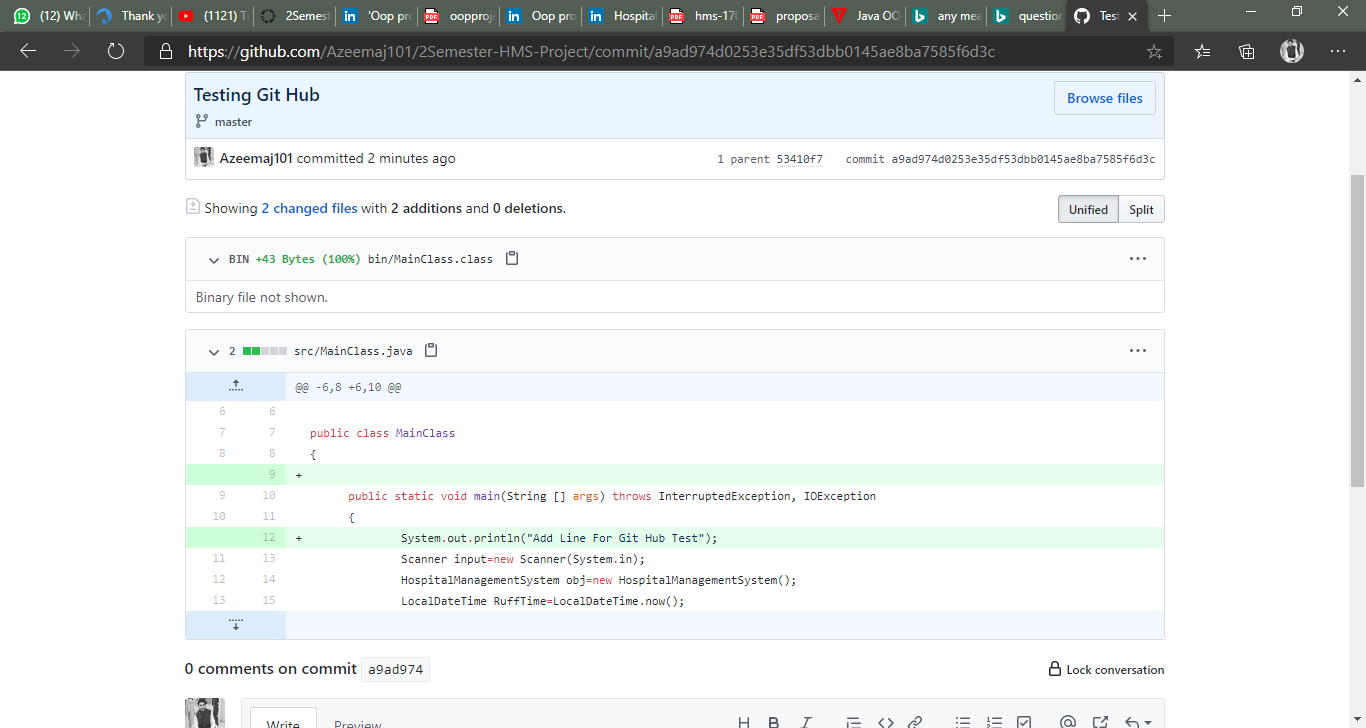 (12) Wha
Thank yo
(1121) T
2Semest
'Oop pro
oopproj
Oop pro
Hospital
hms-170
proposa
Java OO
any mea
question
Tes
https://github.com/Azeemaj101/2Semester-HMS-Project/commit/a9ad974d0253e35df53dbb0145ae8ba7585f6d3c
Testing Git Hub
Browse files
master
Azeemaj101 committed 2 minutes ago
1 parent 53410f7 commit a9ad974d0253e35df53dbb0145ae8ba7585f6d3c
Showing 2 changed files with 2 additions and 0 deletions.
Unified Split
BIN +43 Bytes (100%) bin/MainClass.class
Binary file not shown.
2 src/MainClass.java
@@ -6,8 +6,10 @@
6 6
7 7 public class MainClass
8 8 {
9 +
9 10 public static void main(String [] args) throws InterruptedException, IOException
10 11 {
12 + System.out.println("Add Line For Git Hub Test");
11 13 Scanner input=new Scanner(System.in);
12 14 HospitalManagementSystem obj=new HospitalManagementSystem();
13 15 LocalDateTime RuffTime=LocalDateTime.now();
0 comments on commit a9ad974
Lock conversation
Write Preview